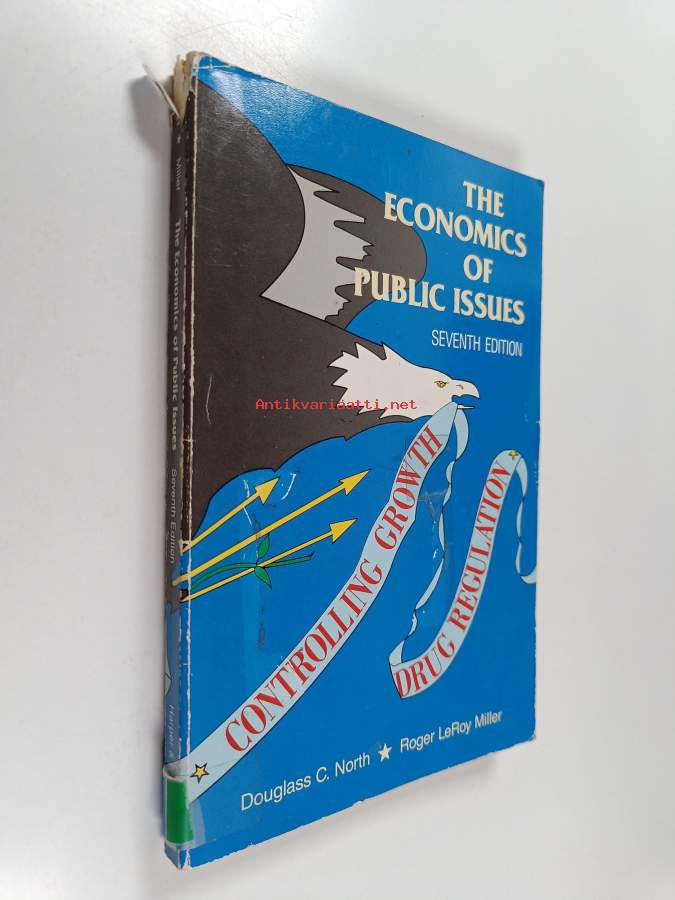 THE
ECONOMICS
OF
PUBLIC ISSUES
SEVENTH EDITION
Antikvariaatti.net
CONTROLLING GROWTH
DRUG REGULATION
Douglass C. North ★ Roger LeRoy Miller
★ Miller The Economics of Public Issues Seventh Edition Harper &